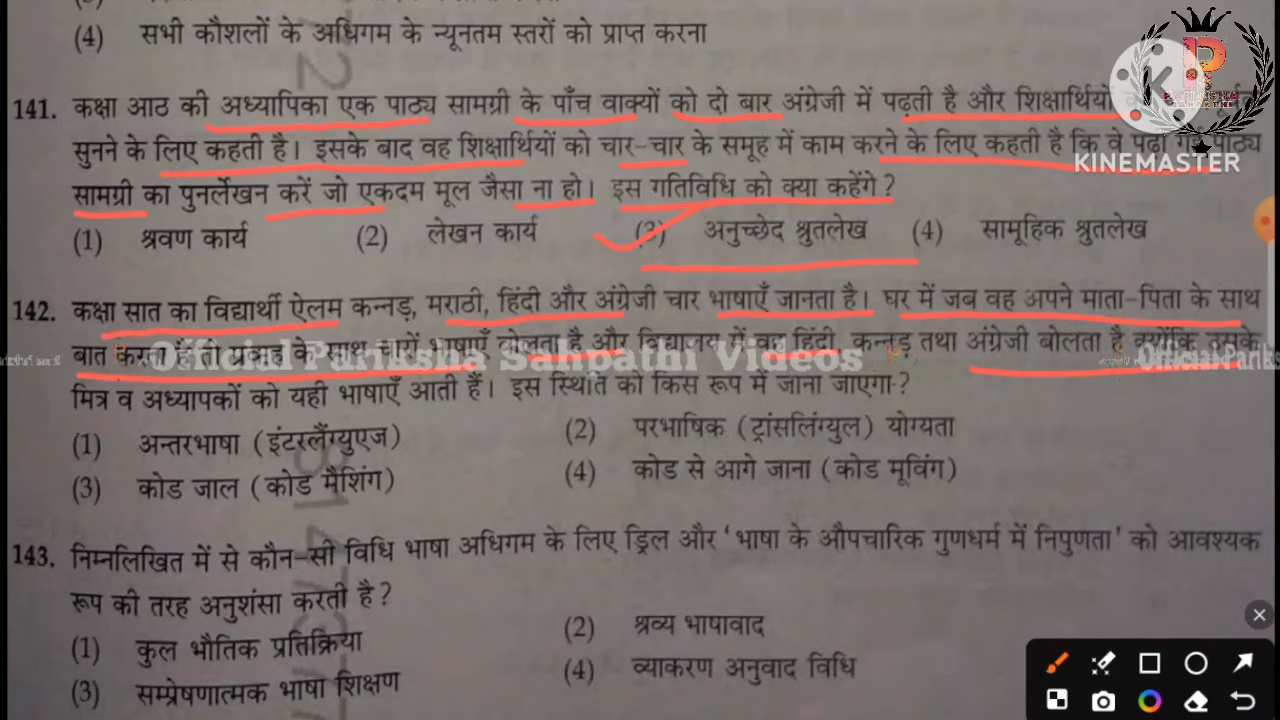 (4) सभी कौशलों के अधिगम के न्यूनतम स्तरों को प्राप्त करना
141. कक्षा आठ की अध्यापिका एक पाठ्य सामग्री के पाँच वाक्यों को दो बार अंग्रेजी में पढ़ती है और शिक्षार्थियों
सुनने के लिए कहती है। इसके बाद वह शिक्षार्थियों को चार-चार के समूह में काम करने के लिए कहती है कि वे पढ़ी गई पाठ्य
सामग्री का पुनर्लेखन करें जो एकदम मूल जैसा ना हो। इस गतिविधि को क्या कहेंगे?
(1) श्रवण कार्य (2) लेखन कार्य (3) अनुच्छेद श्रुतलेख (4) सामूहिक श्रुतलेख
KINEMASTER
142. कक्षा सात का विद्यार्थी ऐलम कन्नड़, मराठी, हिंदी और अंग्रेजी चार भाषाएँ जानता है। घर में जब वह अपने माता-पिता के साथ
बात करता है तो प्रवाह के साथ चारों भाषाएँ बोलता है और विद्यालय में वह हिंदी, कन्नड़ तथा अंग्रेजी बोलता है क्योंकि उसके
Official Pariksha Sahpathi Videos
मित्र व अध्यापकों को यही भाषाएँ आती हैं। इस स्थिति को किस रूप में जाना जाएगा?
(1) अन्तरभाषा (इंटरलैंग्युएज) (2) परभाषिक (ट्रांसलिंग्युल) योग्यता
(3) कोड जाल (कोड मैशिंग) (4) कोड से आगे जाना (कोड मूविंग)
143. निम्नलिखित में से कौन-सी विधि भाषा अधिगम के लिए ड्रिल और 'भाषा के औपचारिक गुणधर्म में निपुणता' को आवश्यक
रूप की तरह अनुशंसा करती है?
(1) कुल भौतिक प्रतिक्रिया (2) श्रव्य भाषावाद
(3) सम्प्रेषणात्मक भाषा शिक्षण (4) व्याकरण अनुवाद विधि